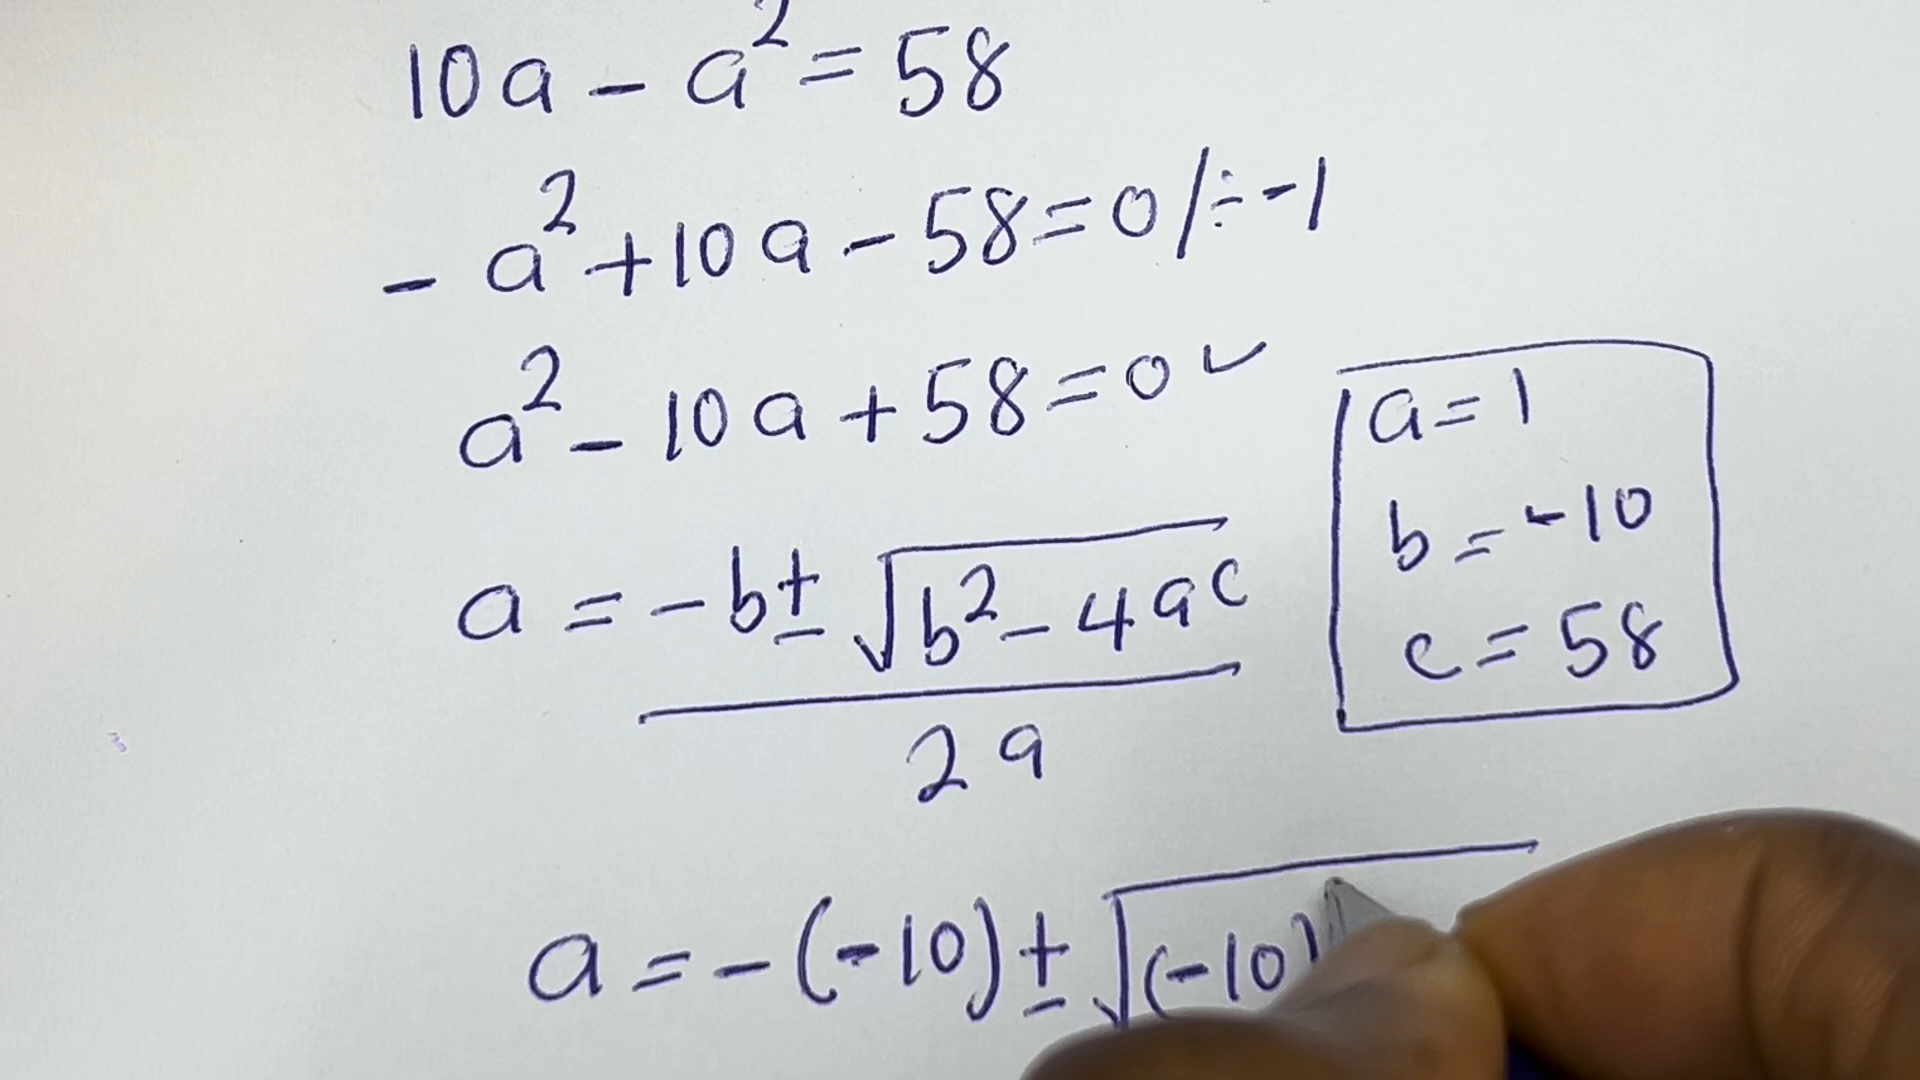 10a - a² = 58
- a² + 10a - 58 = 0 / ÷ -1
a² - 10a + 58 = 0 ✓
a = -b ± √b² - 4ac
2a
a = 1
b = -10
c = 58
a = -(-10) ± √(-10)